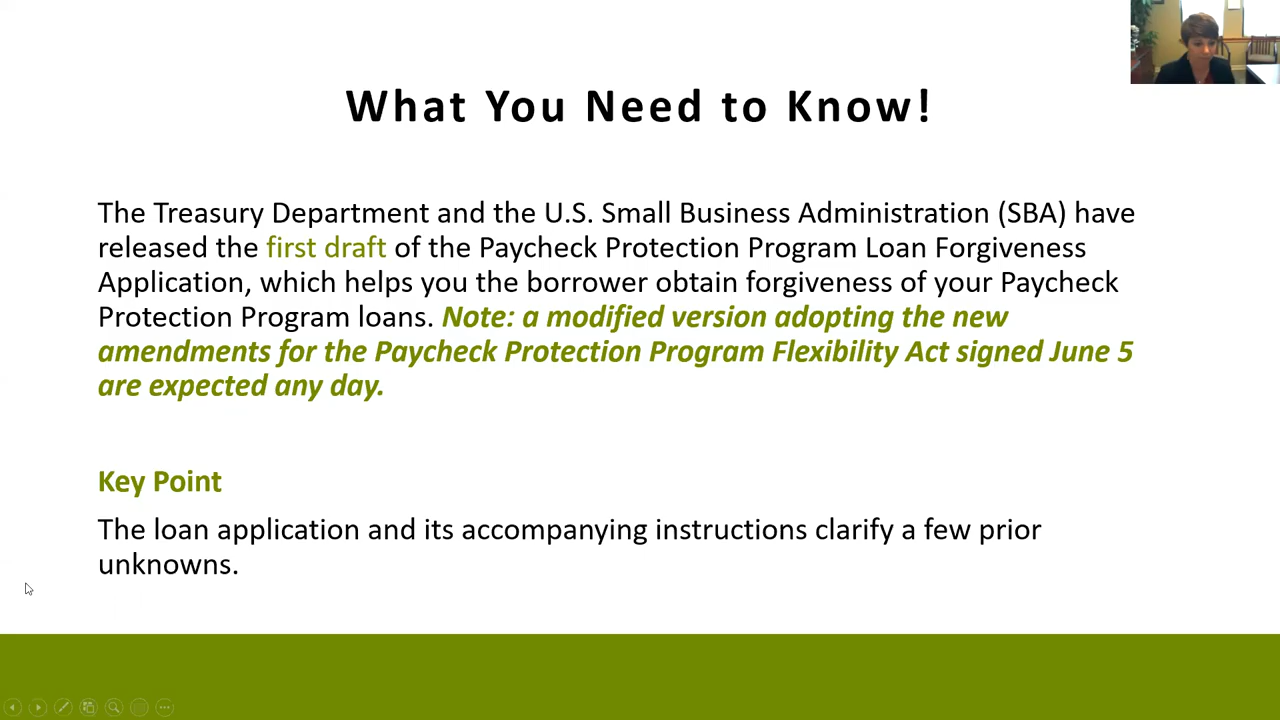 What You Need to Know!
The Treasury Department and the U.S. Small Business Administration (SBA) have
released the first draft of the Paycheck Protection Program Loan Forgiveness
Application, which helps you the borrower obtain forgiveness of your Paycheck
Protection Program loans. Note: a modified version adopting the new
amendments for the Paycheck Protection Program Flexibility Act signed June 5
are expected any day.
Key Point
The loan application and its accompanying instructions clarify a few prior
unknowns.